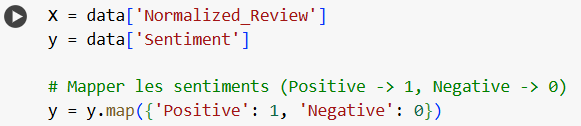 X = data['Normalized_Review']
y = data['Sentiment']
# Mapper les sentiments (Positive -> 1, Negative -> 0)
y = y.map({'Positive': 1, 'Negative': 0})